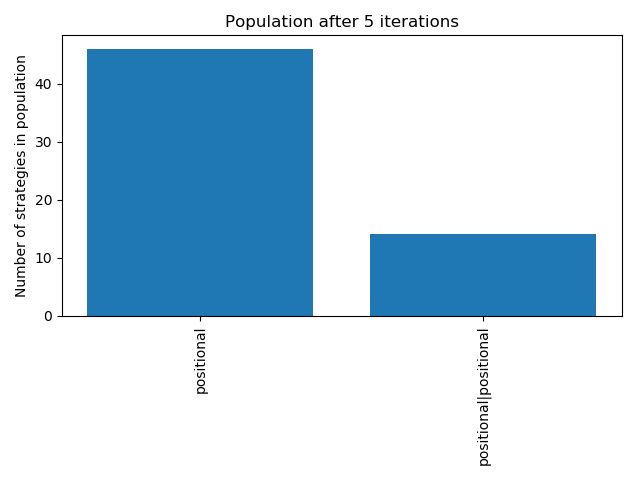 Population after 5 iterations
Number of strategies in population
40
30
20
10
0
positional
positional|positional